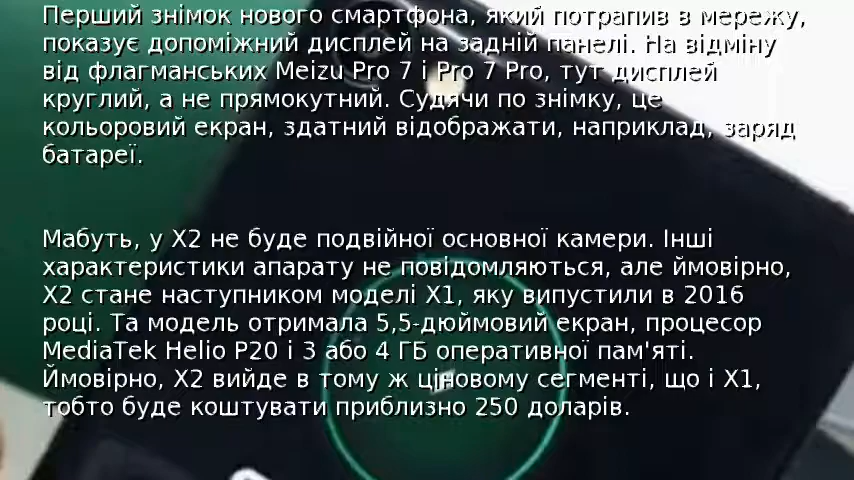 Перший знімок нового смартфона, який потрапив в мережу,
показує допоміжний дисплей на задній панелі. На відміну
від флагманських Meizu Pro 7 і Pro 7 Pro, тут дисплей
круглий, а не прямокутний. Судячи по знімку, це
кольоровий екран, здатний відображати, наприклад, заряд
батареї.
Мабуть, у X2 не буде подвійної основної камери. Інші
характеристики апарату не повідомляються, але ймовірно,
X2 стане наступником моделі X1, яку випустили в 2016
році. Та модель отримала 5,5-дюймовий екран, процесор
MediaTek Helio P20 і 3 або 4 ГБ оперативної пам'яті.
Ймовірно, X2 вийде в тому ж ціновому сегменті, що і X1,
тобто буде коштувати приблизно 250 доларів.